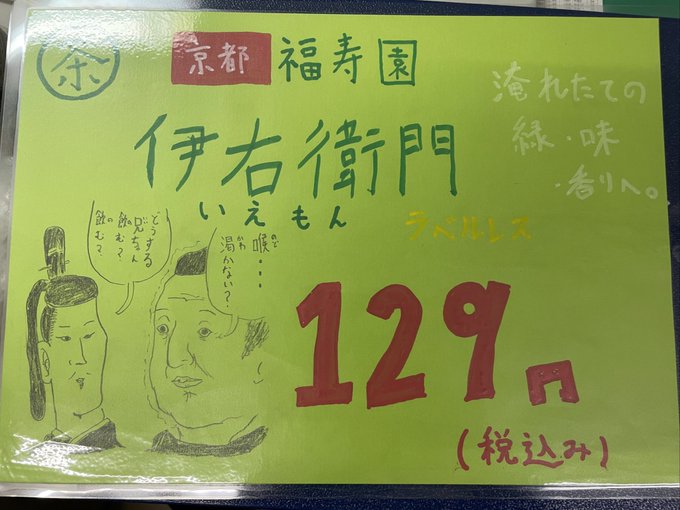 茶
京都 福寿園
淹れたての
緑・味
・香りへ。
伊右衛門
いえもん
ラベルレス
どうする
兄ちゃん
飲む?
飲む?
喉...
渇かない?
129円
(税込み)